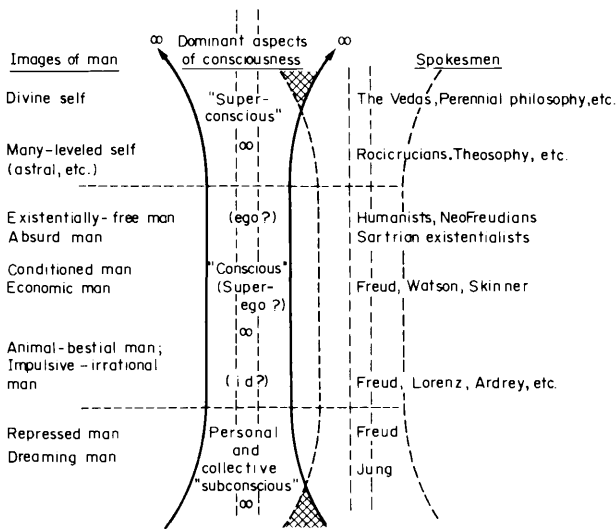 ∞ Dominant aspects ∞
Images of man of consciousness Spokesmen
Divine self "Super- The Vedas, Perennial philosophy, etc.
conscious"
Many-leveled self ∞
(astral, etc.) Rocicrucians. Theosophy, etc.
Existentially-free man (ego?) Humanists, NeoFreudians
Absurd man Sartrian existentialists
Conditioned man "Conscious"
Economic man (Super- Freud, Watson, Skinner
ego?)
∞
Animal-bestial man;
Impulsive-irrational
man (id?) Freud, Lorenz, Ardrey, etc.
Repressed man Personal Freud
and
Dreaming man collective Jung
"subconscious"
∞